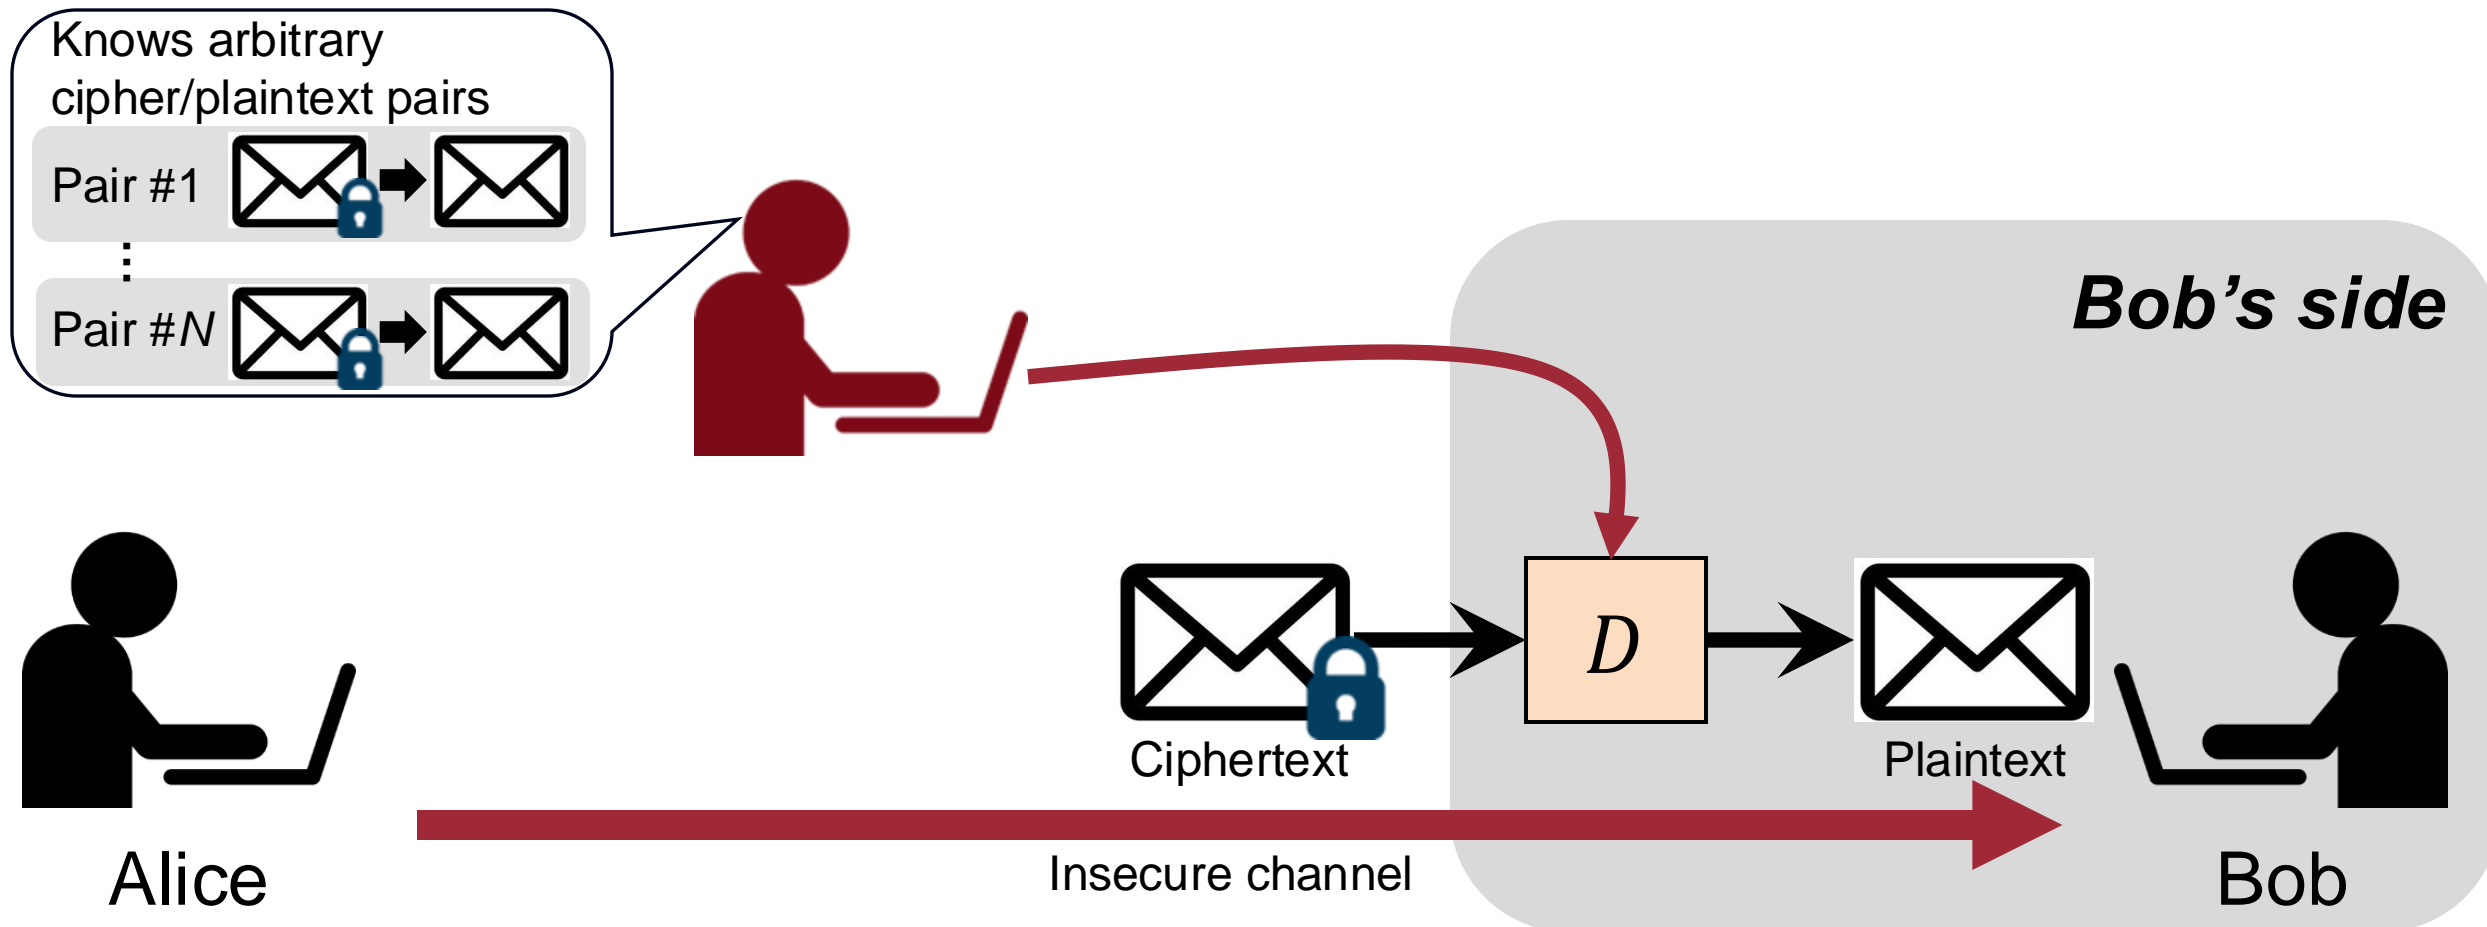 Knows arbitrary
cipher/plaintext pairs
Pair #1
⋮
Pair #N
Bob’s side
D
Ciphertext
Plaintext
Insecure channel
Alice
Bob